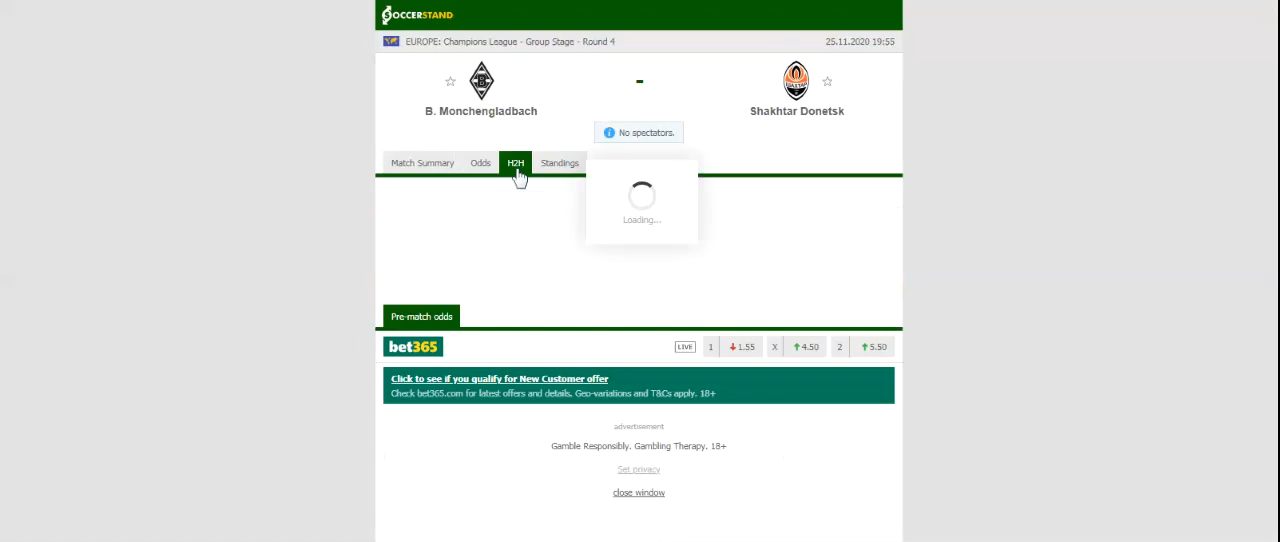 SOCCERSTAND
EUROPE: Champions League - Group Stage - Round 4 25.11.2020 19:55
B. Monchengladbach - Shakhtar Donetsk
No spectators.
Match Summary Odds H2H Standings
Loading...
Pre-match odds
bet365 LIVE 1 1.55 X 4.50 2 5.50
Click to see if you qualify for New Customer offer
Check bet365.com for latest offers and details. Geo-variations and T&Cs apply. 18+
advertisement
Gamble Responsibly. Gambling Therapy. 18+
Set privacy
close window